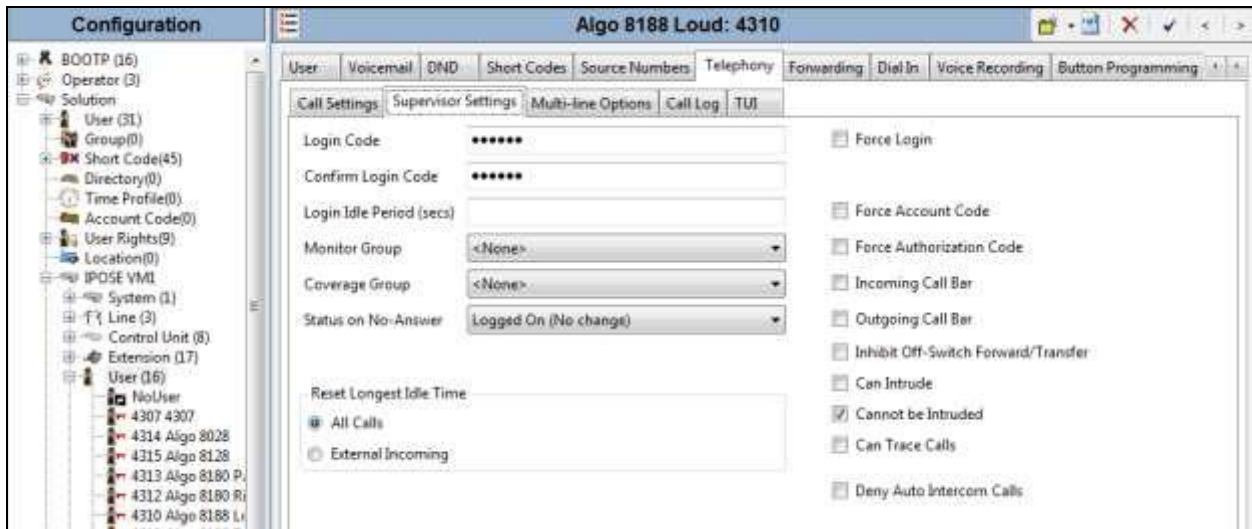 Configuration
BOOTP (16)
Operator (3)
Solution
User (31)
Group(0)
Short Code(45)
Directory(0)
Time Profile(0)
Account Code(0)
User Rights(9)
Location(0)
IPOSE VM1
System (1)
Line (3)
Control Unit (8)
Extension (17)
User (16)
NoUser
4307 4307
4314 Algo 8028
4315 Algo 8128
4313 Algo 8180 P
4312 Algo 8180 Ri
4310 Algo 8188 L
Algo 8188 Loud: 4310
User Voicemail DND Short Codes Source Numbers Telephony Forwarding Dial In Voice Recording Button Programming
Call Settings Supervisor Settings Multi-line Options Call Log TUI
Login Code ●●●●●●
Confirm Login Code ●●●●●●
Login Idle Period (secs)
Monitor Group <None>
Coverage Group <None>
Status on No-Answer Logged On (No change)
Reset Longest Idle Time
All Calls
External Incoming
Force Login
Force Account Code
Force Authorization Code
Incoming Call Bar
Outgoing Call Bar
Inhibit Off-Switch Forward/Transfer
Can Intrude
Cannot be Intruded
Can Trace Calls
Deny Auto Intercom Calls